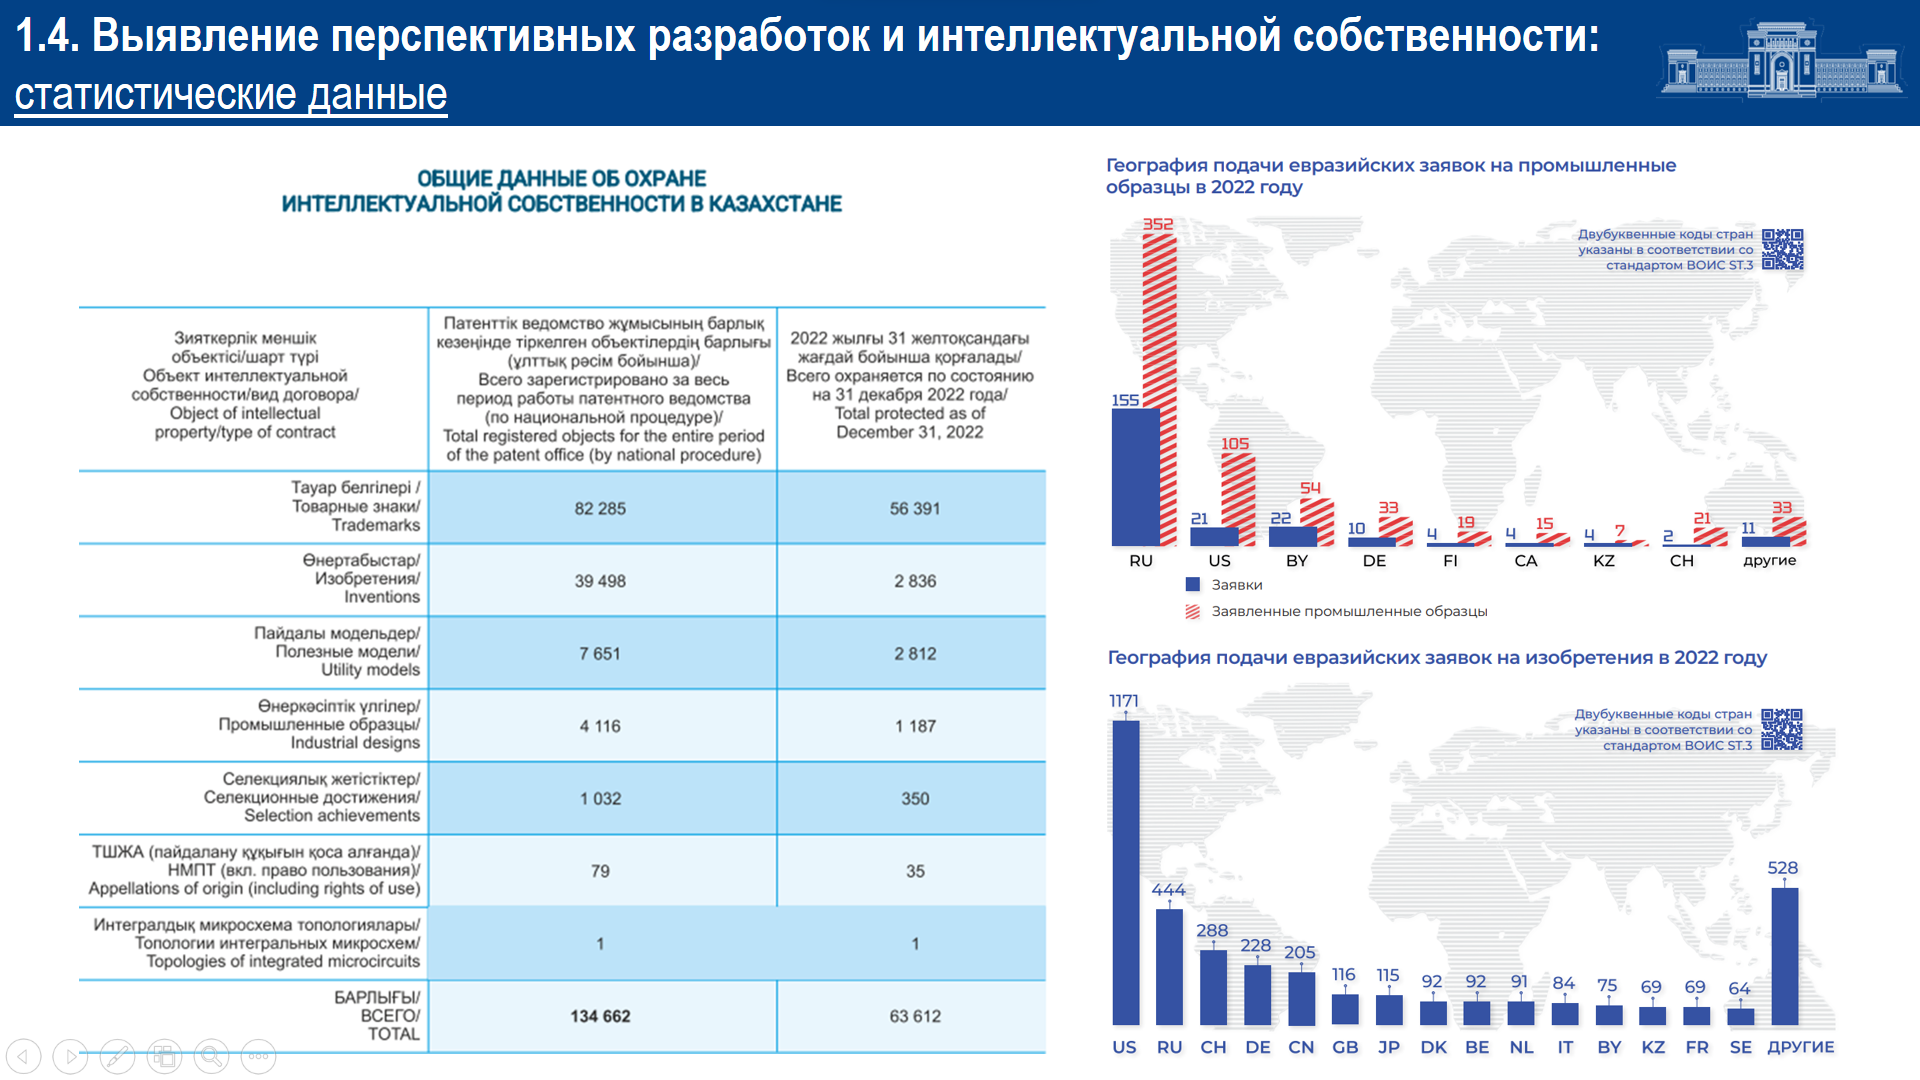 1.4. Выявление перспективных разработок и интеллектуальной собственности:
статистические данные
ОБЩИЕ ДАННЫЕ ОБ ОХРАНЕ
ИНТЕЛЛЕКТУАЛЬНОЙ СОБСТВЕННОСТИ В КАЗАХСТАНЕ
Зияткерлік меншік
объектісі/шарт түрі
Объект интеллектуальной
собственности/вид договора/
Object of intellectual
property/type of contract
Патенттік ведомство жұмысының барлық
кезеңінде тіркелген объектілердің барлығы
(ұлттық рәсім бойынша)/
Всего зарегистрировано за весь
период работы патентного ведомства
(по национальной процедуре)/
Total registered objects for the entire period
of the patent office (by national procedure)
2022 жылғы 31 желтоқсандағы
жағдай бойынша қорғалады/
Всего охраняется по состоянию
на 31 декабря 2022 года/
Total protected as of
December 31, 2022
Тауар белгілері /
Товарные знаки/
Trademarks
82 285
56 391
Өнертабыстар/
Изобретения/
Inventions
39 498
2 836
Пайдалы модельдер/
Полезные модели/
Utility models
7 651
2 812
Өнеркәсіптік үлгілер/
Промышленные образцы/
Industrial designs
4 116
1 187
Селекциялық жетістіктер/
Селекционные достижения/
Selection achievements
1 032
350
ТШЖА (пайдалану құқығын қоса алғанда)/
НМПТ (вкл. право пользования)/
Appellations of origin (including rights of use)
79
35
Интегралдық микросхема топологиялары/
Топологии интегральных микросхем/
Topologies of integrated microcircuits
1
1
БАРЛЫҒЫ/
ВСЕГО/
TOTAL
134 662
63 612
География подачи евразийских заявок на промышленные
образцы в 2022 году
Двубуквенные коды стран
указаны в соответствии со
стандартом ВОИС ST.3
155 352
21 105
22 54
10 33
4 19
4 15
4 7
2 21
11 33
RU US BY DE FI CA KZ CH другие
Заявки
Заявленные промышленные образцы
География подачи евразийских заявок на изобретения в 2022 году
Двубуквенные коды стран
указаны в соответствии со
стандартом ВОИС ST.3
1171 444 288 228 205 116 115 92 92 91 84 75 69 69 64 528
US RU CH DE CN GB JP DK BE NL IT BY KZ FR SE ДРУГИЕ